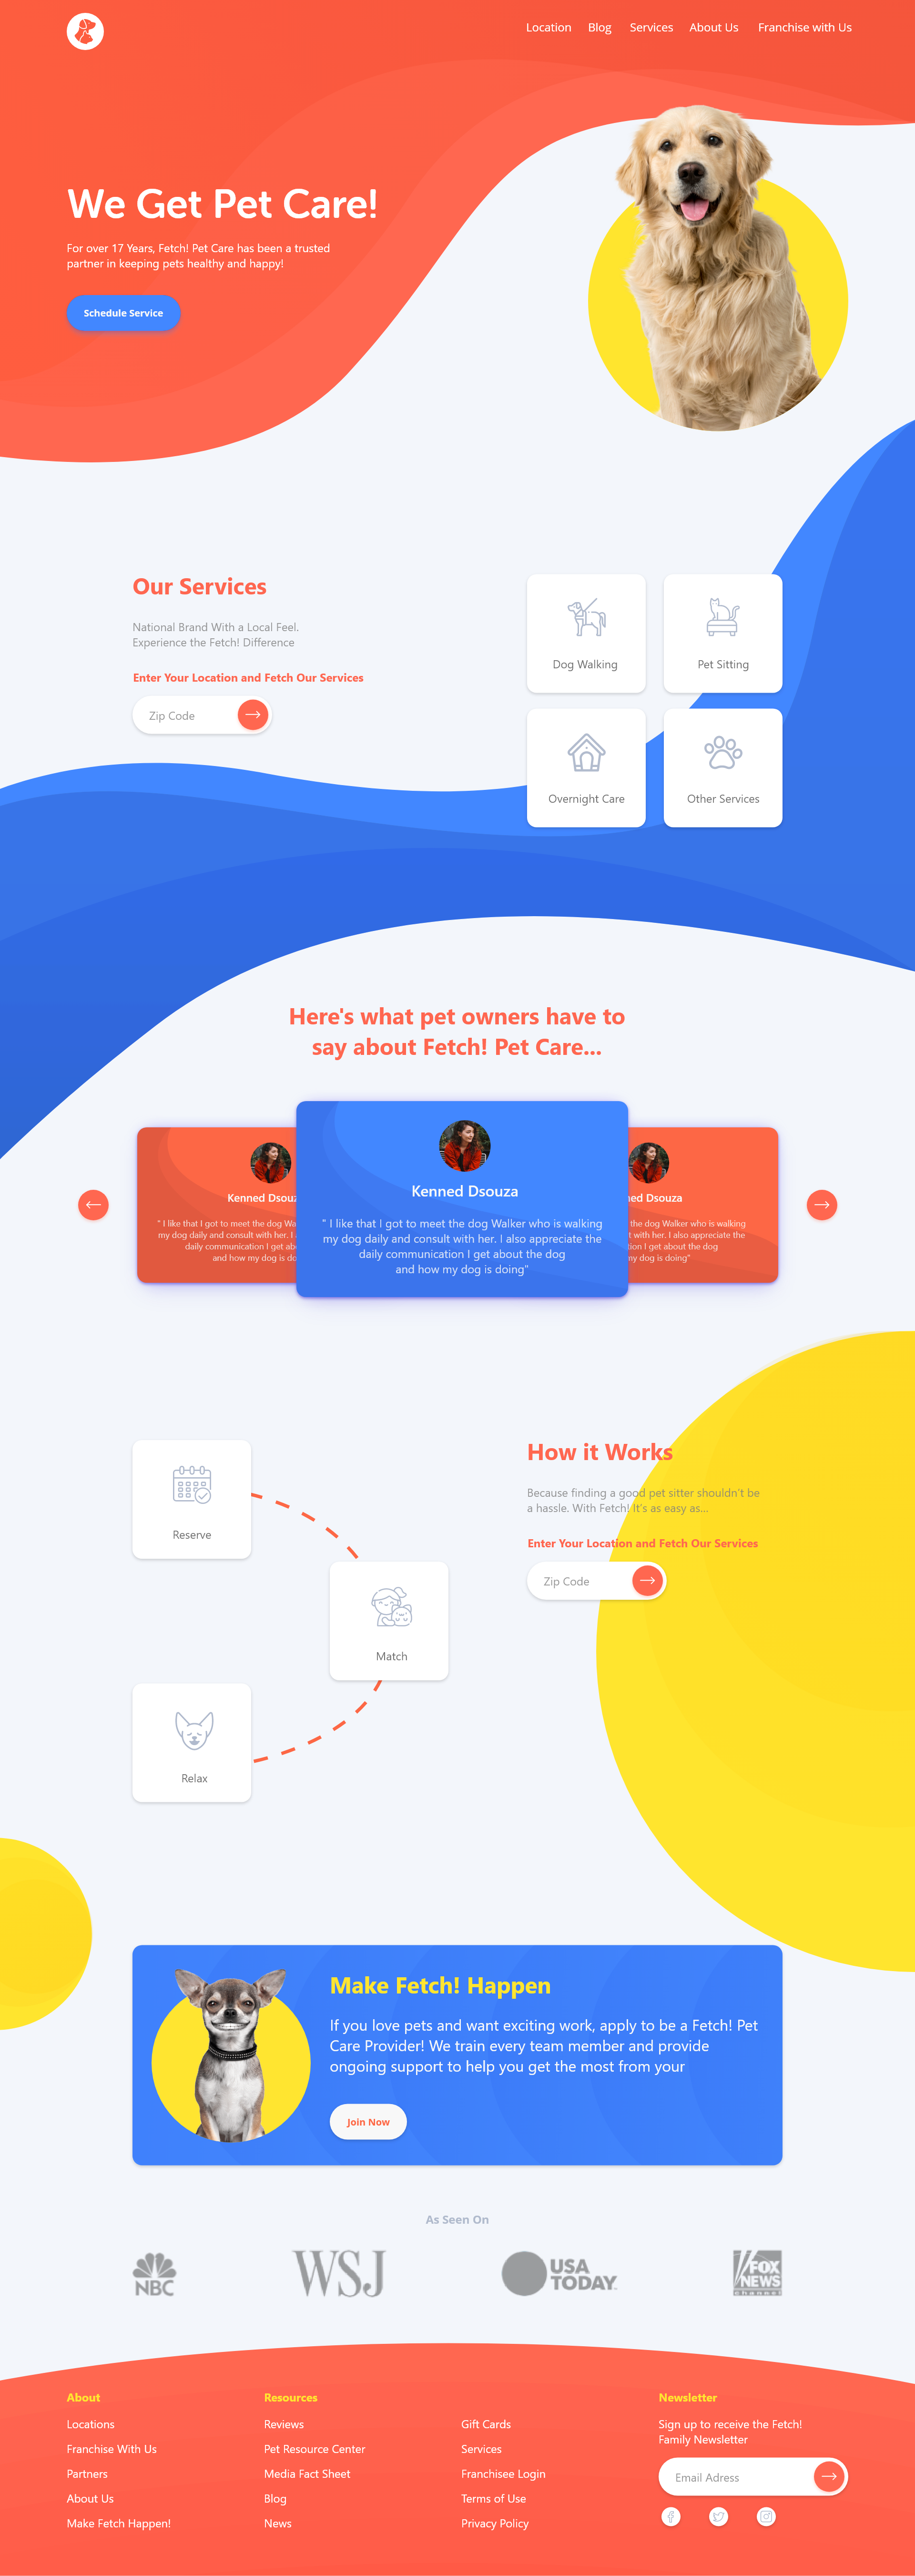 Location Blog Services About Us Franchise with Us
We Get Pet Care!
For over 17 Years, Fetch! Pet Care has been a trusted
partner in keeping pets healthy and happy!
Schedule Service
Our Services
National Brand With a Local Feel.
Experience the Fetch! Difference
Enter Your Location and Fetch Our Services
Zip Code
Dog Walking
Pet Sitting
Overnight Care
Other Services
Here's what pet owners have to
say about Fetch! Pet Care...
Kenned Dsouz
" I like that I got to meet the dog Wa
my dog daily and consult with her. I
daily communication I get ab
and how my dog is do
Kenned Dsouza
" I like that I got to meet the dog Walker who is walking
my dog daily and consult with her. I also appreciate the
daily communication I get about the dog
and how my dog is doing"
ned Dsouza
the dog Walker who is walking
t with her. I also appreciate the
tion I get about the dog
my dog is doing"
How it Works
Because finding a good pet sitter shouldn't be
a hassle. With Fetch! It's as easy as...
Enter Your Location and Fetch Our Services
Zip Code
Reserve
Match
Relax
Make Fetch! Happen
If you love pets and want exciting work, apply to be a Fetch! Pet
Care Provider! We train every team member and provide
ongoing support to help you get the most from your
Join Now
As Seen On
NBC
WSJ
USA
TODAY
FOX
NEWS
channel
About
Locations
Franchise With Us
Partners
About Us
Make Fetch Happen!
Resources
Reviews
Pet Resource Center
Media Fact Sheet
Blog
News
Gift Cards
Services
Franchisee Login
Terms of Use
Privacy Policy
Newsletter
Sign up to receive the Fetch!
Family Newsletter
Email Adress